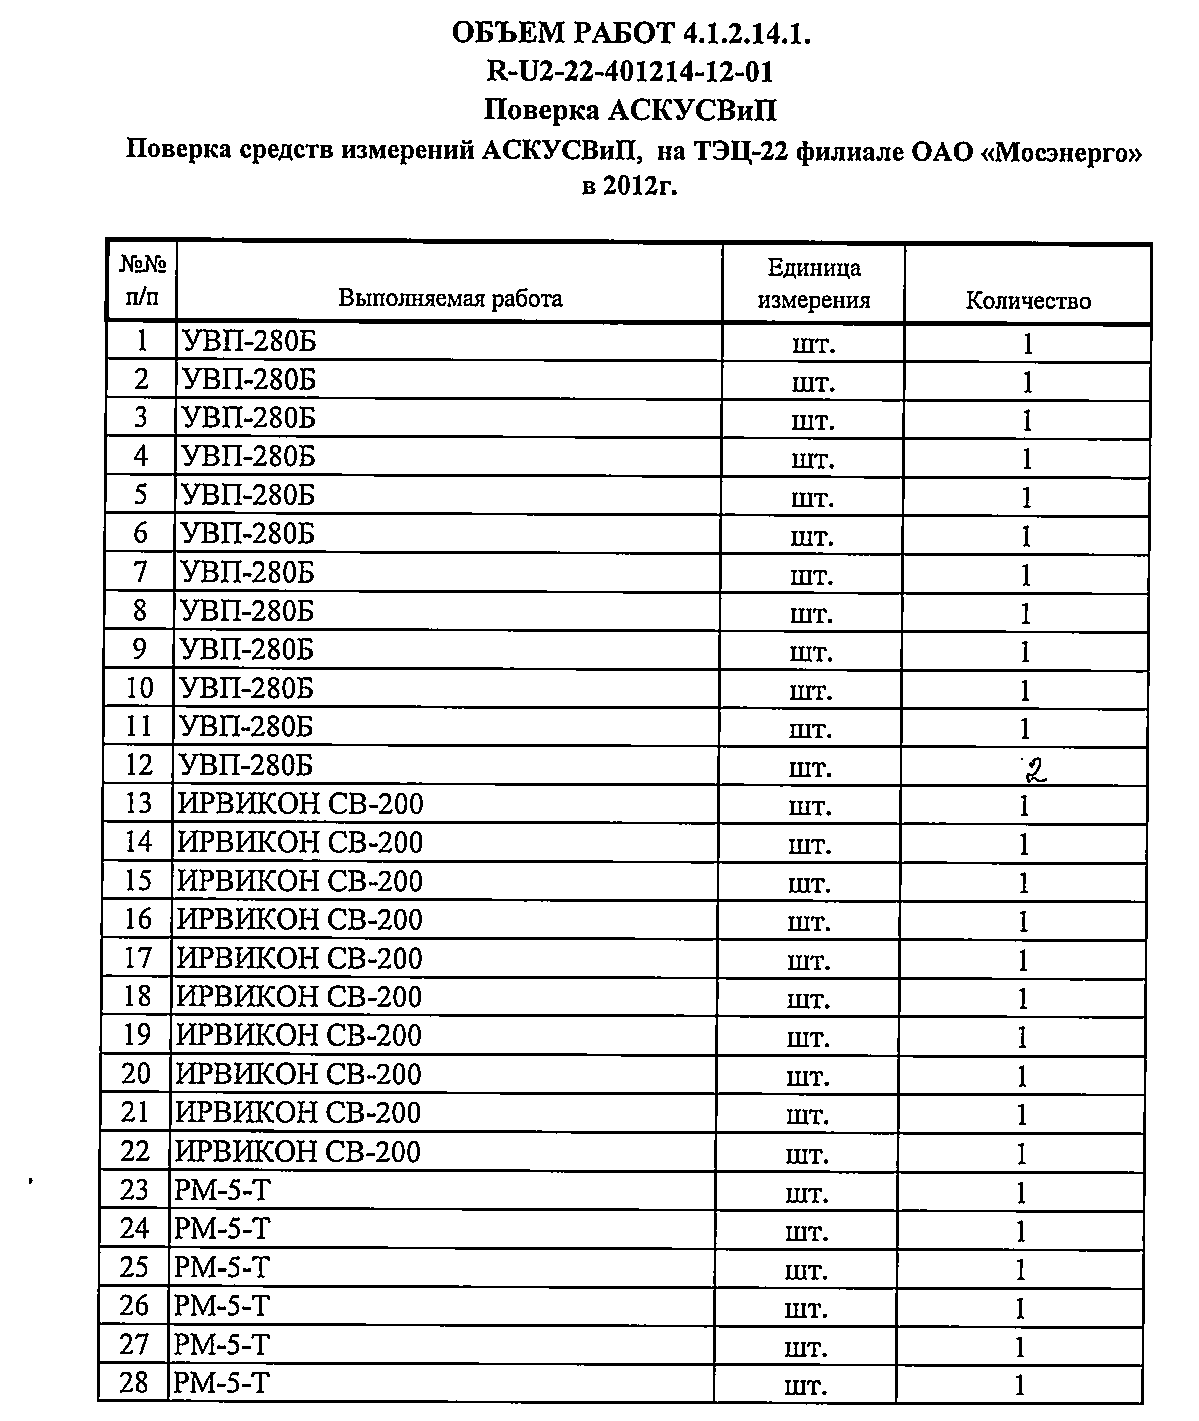 ОБЪЕМ РАБОТ 4.1.2.14.1.
R-U2-22-401214-12-01
Поверка АСКУСВиП
Поверка средств измерений АСКУСВиП, на ТЭЦ-22 филиале ОАО «Мосэнерго»
в 2012г.
№№ п/п Выполняемая работа Единица измерения Количество
1 УВП-280Б шт. 1
2 УВП-280Б шт. 1
3 УВП-280Б шт. 1
4 УВП-280Б шт. 1
5 УВП-280Б шт. 1
6 УВП-280Б шт. 1
7 УВП-280Б шт. 1
8 УВП-280Б шт. 1
9 УВП-280Б шт. 1
10 УВП-280Б шт. 1
11 УВП-280Б шт. 1
12 УВП-280Б шт. 2
13 ИРВИКОН СВ-200 шт. 1
14 ИРВИКОН СВ-200 шт. 1
15 ИРВИКОН СВ-200 шт. 1
16 ИРВИКОН СВ-200 шт. 1
17 ИРВИКОН СВ-200 шт. 1
18 ИРВИКОН СВ-200 шт. 1
19 ИРВИКОН СВ-200 шт. 1
20 ИРВИКОН СВ-200 шт. 1
21 ИРВИКОН СВ-200 шт. 1
22 ИРВИКОН СВ-200 шт. 1
23 РМ-5-Т шт. 1
24 РМ-5-Т шт. 1
25 РМ-5-Т шт. 1
26 РМ-5-Т шт. 1
27 РМ-5-Т шт. 1
28 РМ-5-Т шт. 1